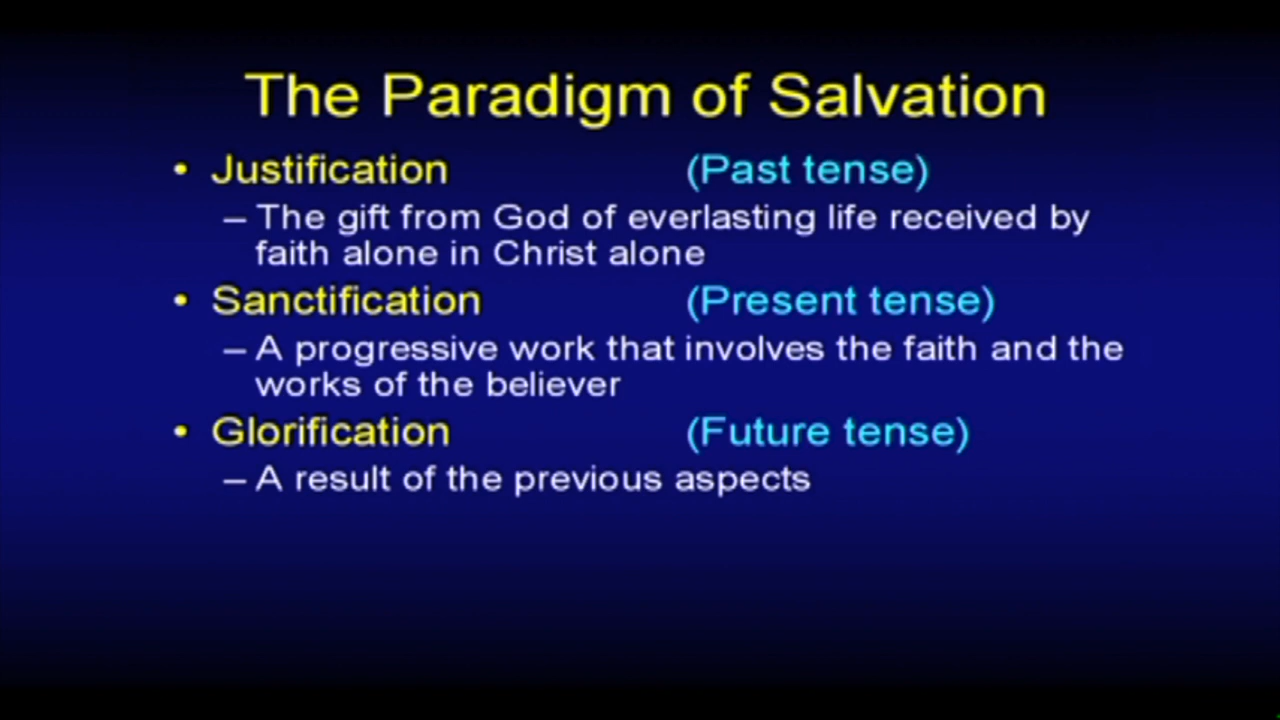 The Paradigm of Salvation
• Justification (Past tense)
– The gift from God of everlasting life received by
faith alone in Christ alone
• Sanctification (Present tense)
– A progressive work that involves the faith and the
works of the believer
• Glorification (Future tense)
– A result of the previous aspects